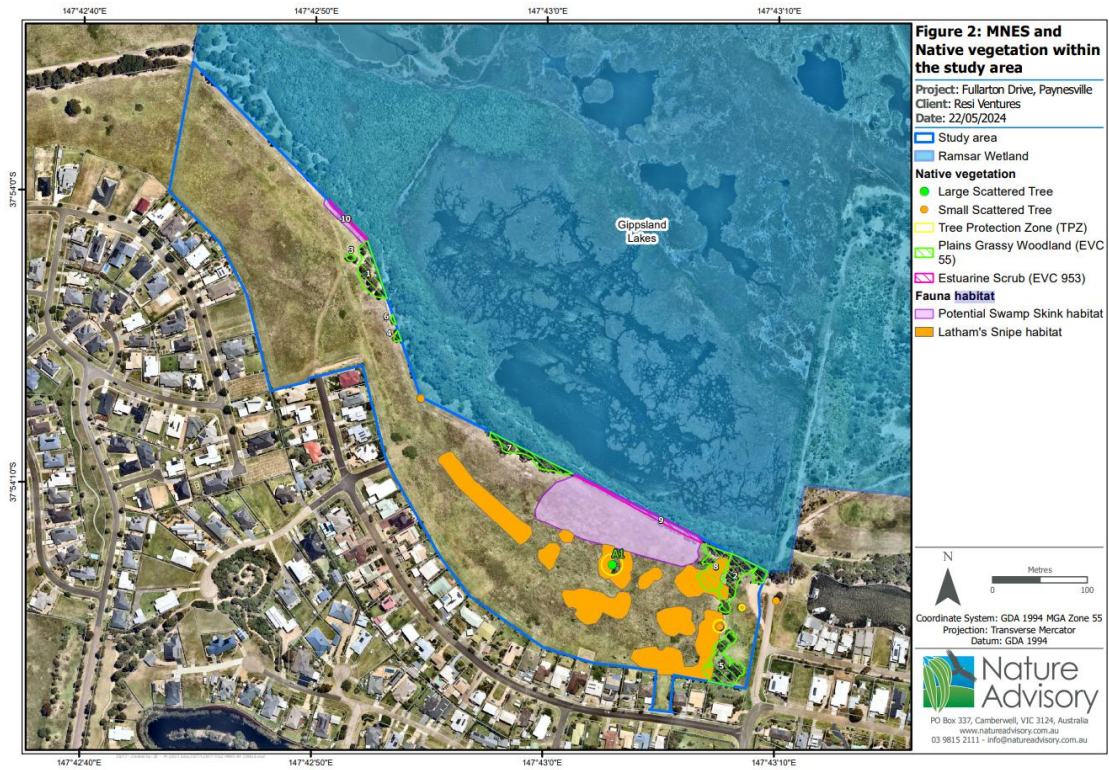 147°42'40"E 147°42'50"E 147°43'0"E 147°43'10"E
37°54'0"S
37°54'10"S
Gippsland
Lakes
10
3
1
6
4
7
9
A1
8
2
5
147°42'40"E 147°42'50"E 147°43'0"E 147°43'10"E
Figure 2: MNES and
Native vegetation within
the study area
Project: Fullarton Drive, Paynesville
Client: Resi Ventures
Date: 22/05/2024
Study area
Ramsar Wetland
Native vegetation
Large Scattered Tree
Small Scattered Tree
Tree Protection Zone (TPZ)
Plains Grassy Woodland (EVC
55)
Estuarine Scrub (EVC 953)
Fauna habitat
Potential Swamp Skink habitat
Latham's Snipe habitat
N
Metres
0 100
Coordinate System: GDA 1994 MGA Zone 55
Projection: Transverse Mercator
Datum: GDA 1994
Nature
Advisory
PO Box 337, Camberwell, VIC 3124, Australia
www.natureadvisory.com.au
03 9815 2111 - info@natureadvisory.com.au